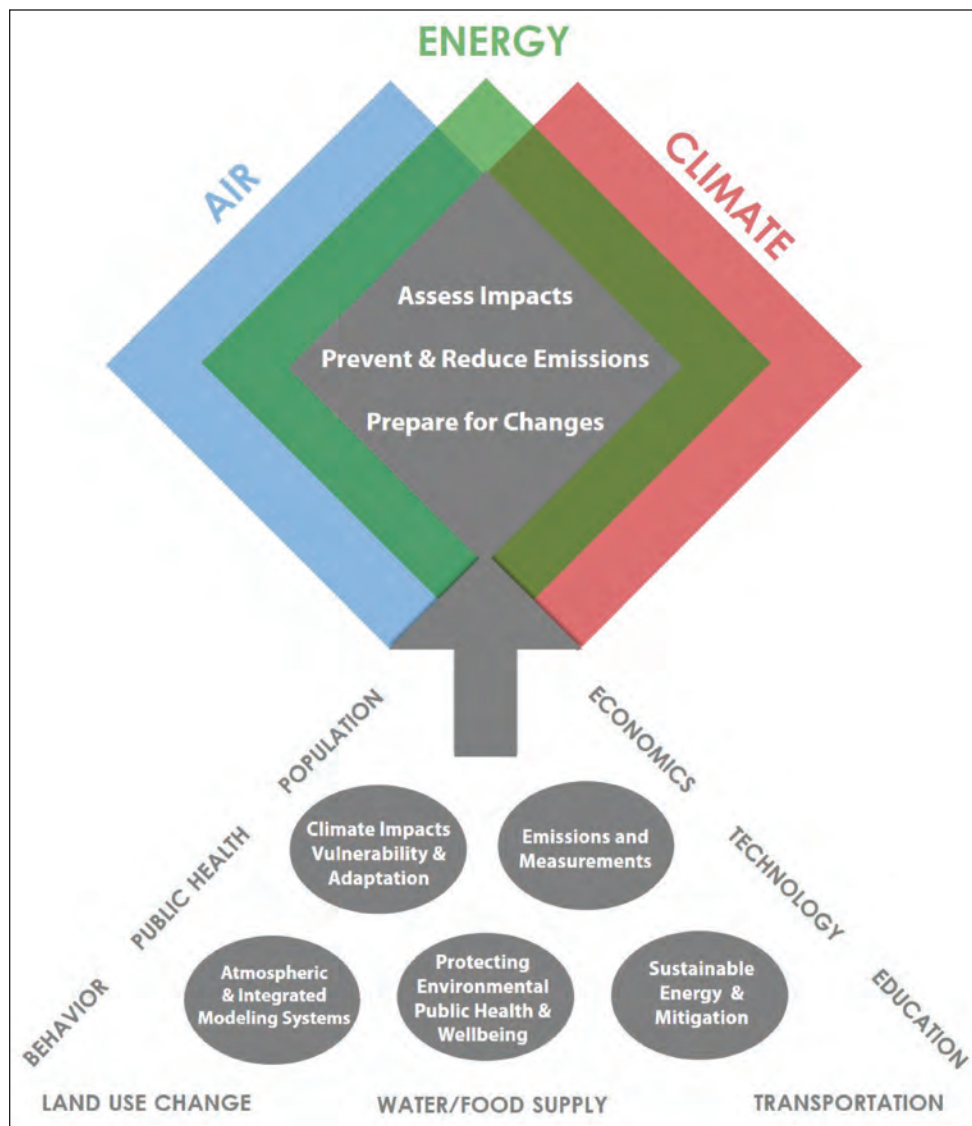 ENERGY
AIR
CLIMATE
Assess Impacts
Prevent & Reduce Emissions
Prepare for Changes
POPULATION
ECONOMICS
Climate Impacts
Vulnerability &
Adaptation
Emissions and
Measurements
PUBLIC HEALTH
TECHNOLOGY
Atmospheric
& Integrated
Modeling Systems
Protecting
Environmental
Public Health &
Wellbeing
Sustainable
Energy &
Mitigation
BEHAVIOR
EDUCATION
LAND USE CHANGE
WATER/FOOD SUPPLY
TRANSPORTATION